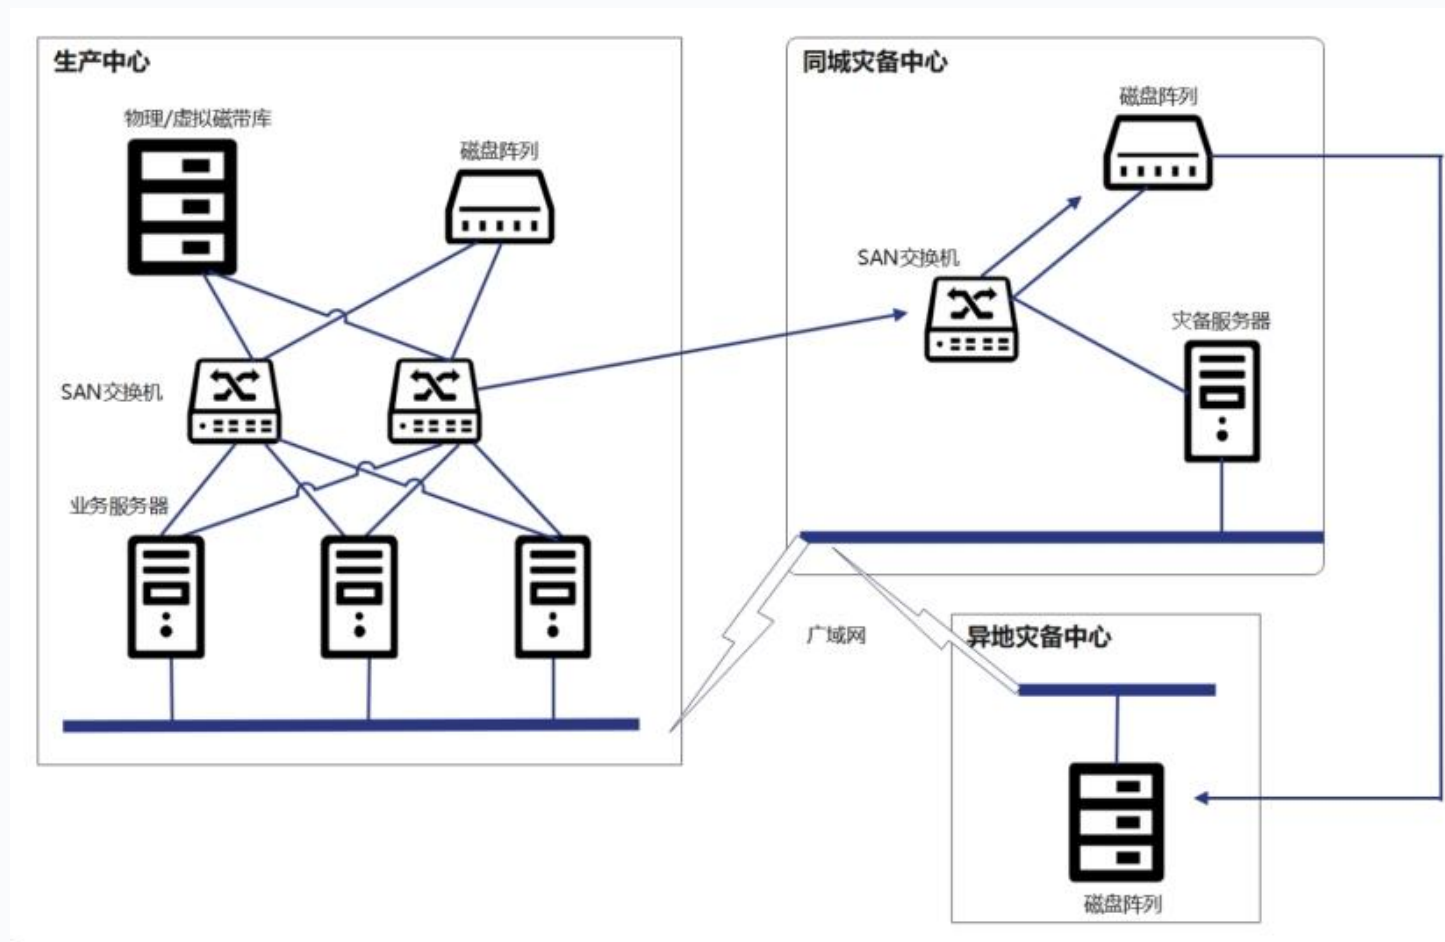 生产中心
物理/虚拟磁带库
磁盘阵列
SAN交换机
业务服务器
同城灾备中心
磁盘阵列
SAN交换机
灾备服务器
广域网
异地灾备中心
磁盘阵列